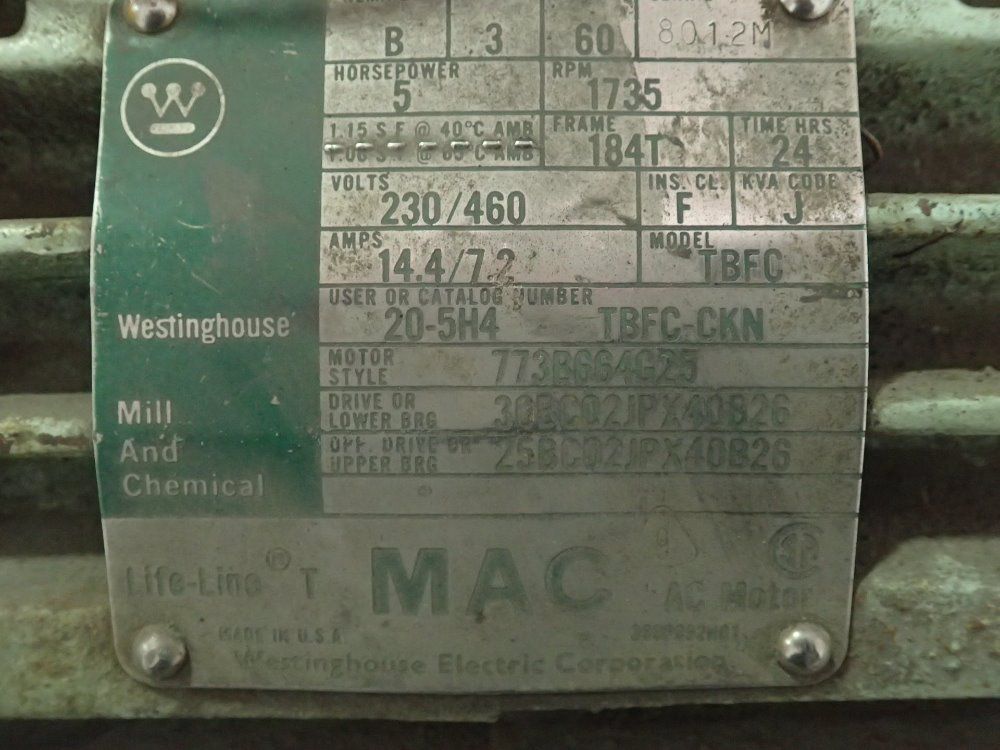 B 3 60 8012M
HORSEPOWER RPM
5 1735
1.15 S F @ 40°C AMB FRAME TIME HRS.
184T 24
VOLTS INS. CL. KVA CODE
230/460 F J
AMPS MODEL
14.4/7.2 TBFC
USER OR CATALOG NUMBER
20-5H4 TBFC-CKN
MOTOR STYLE 773B664G25
DRIVE OR LOWER BRG 30BC02JPX40B26
OPP. DRIVE OR UPPER BRG 25BC02JPX40B26
W
Westinghouse
Mill
And
Chemical
Life-Line® T MAC AC Motor
MADE IN U.S.A.
Westinghouse Electric Corporation